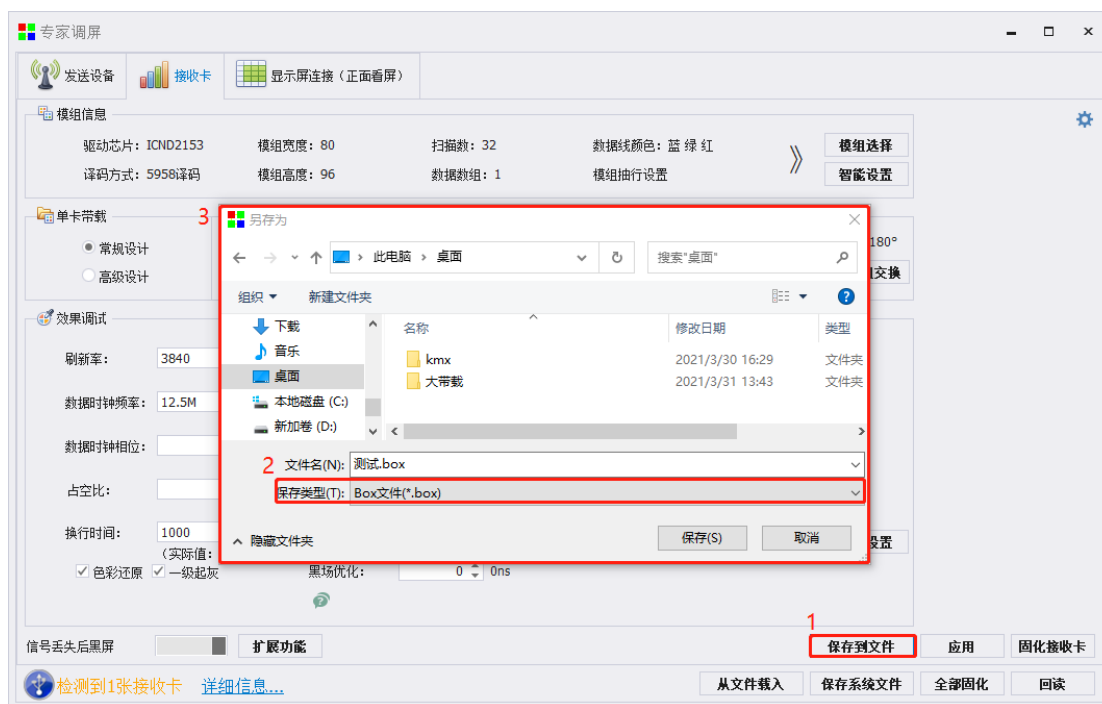 专家调屏
发送设备 接收卡 显示屏连接（正面看屏）
模组信息
驱动芯片: ICND2153 模组宽度: 80 扫描数: 32 数据线颜色: 蓝 绿 红 模组选择
译码方式: 5958译码 模组高度: 96 数据数组: 1 模组抽行设置 智能设置
单卡带载
3
常规设计
高级设计
180°
交换
另存为
此电脑 › 桌面
搜索"桌面"
组织 新建文件夹
下载
音乐
桌面
本地磁盘 (C:)
新加卷 (D:)
名称 修改日期 类型
kmx 2021/3/30 16:29 文件夹
大带载 2021/3/31 13:43 文件夹
2 文件名(N): 测试.box
保存类型(T): Box文件(*.box)
隐藏文件夹 保存(S) 取消
效果调试
刷新率: 3840
数据时钟频率: 12.5M
数据时钟相位:
占空比:
换行时间: 1000
(实际值:
设置
色彩还原 一级起灰 黑场优化: 0 0ns
1
信号丢失后黑屏 扩展功能 保存到文件 应用 固化接收卡
检测到1张接收卡 详细信息... 从文件载入 保存系统文件 全部固化 回读